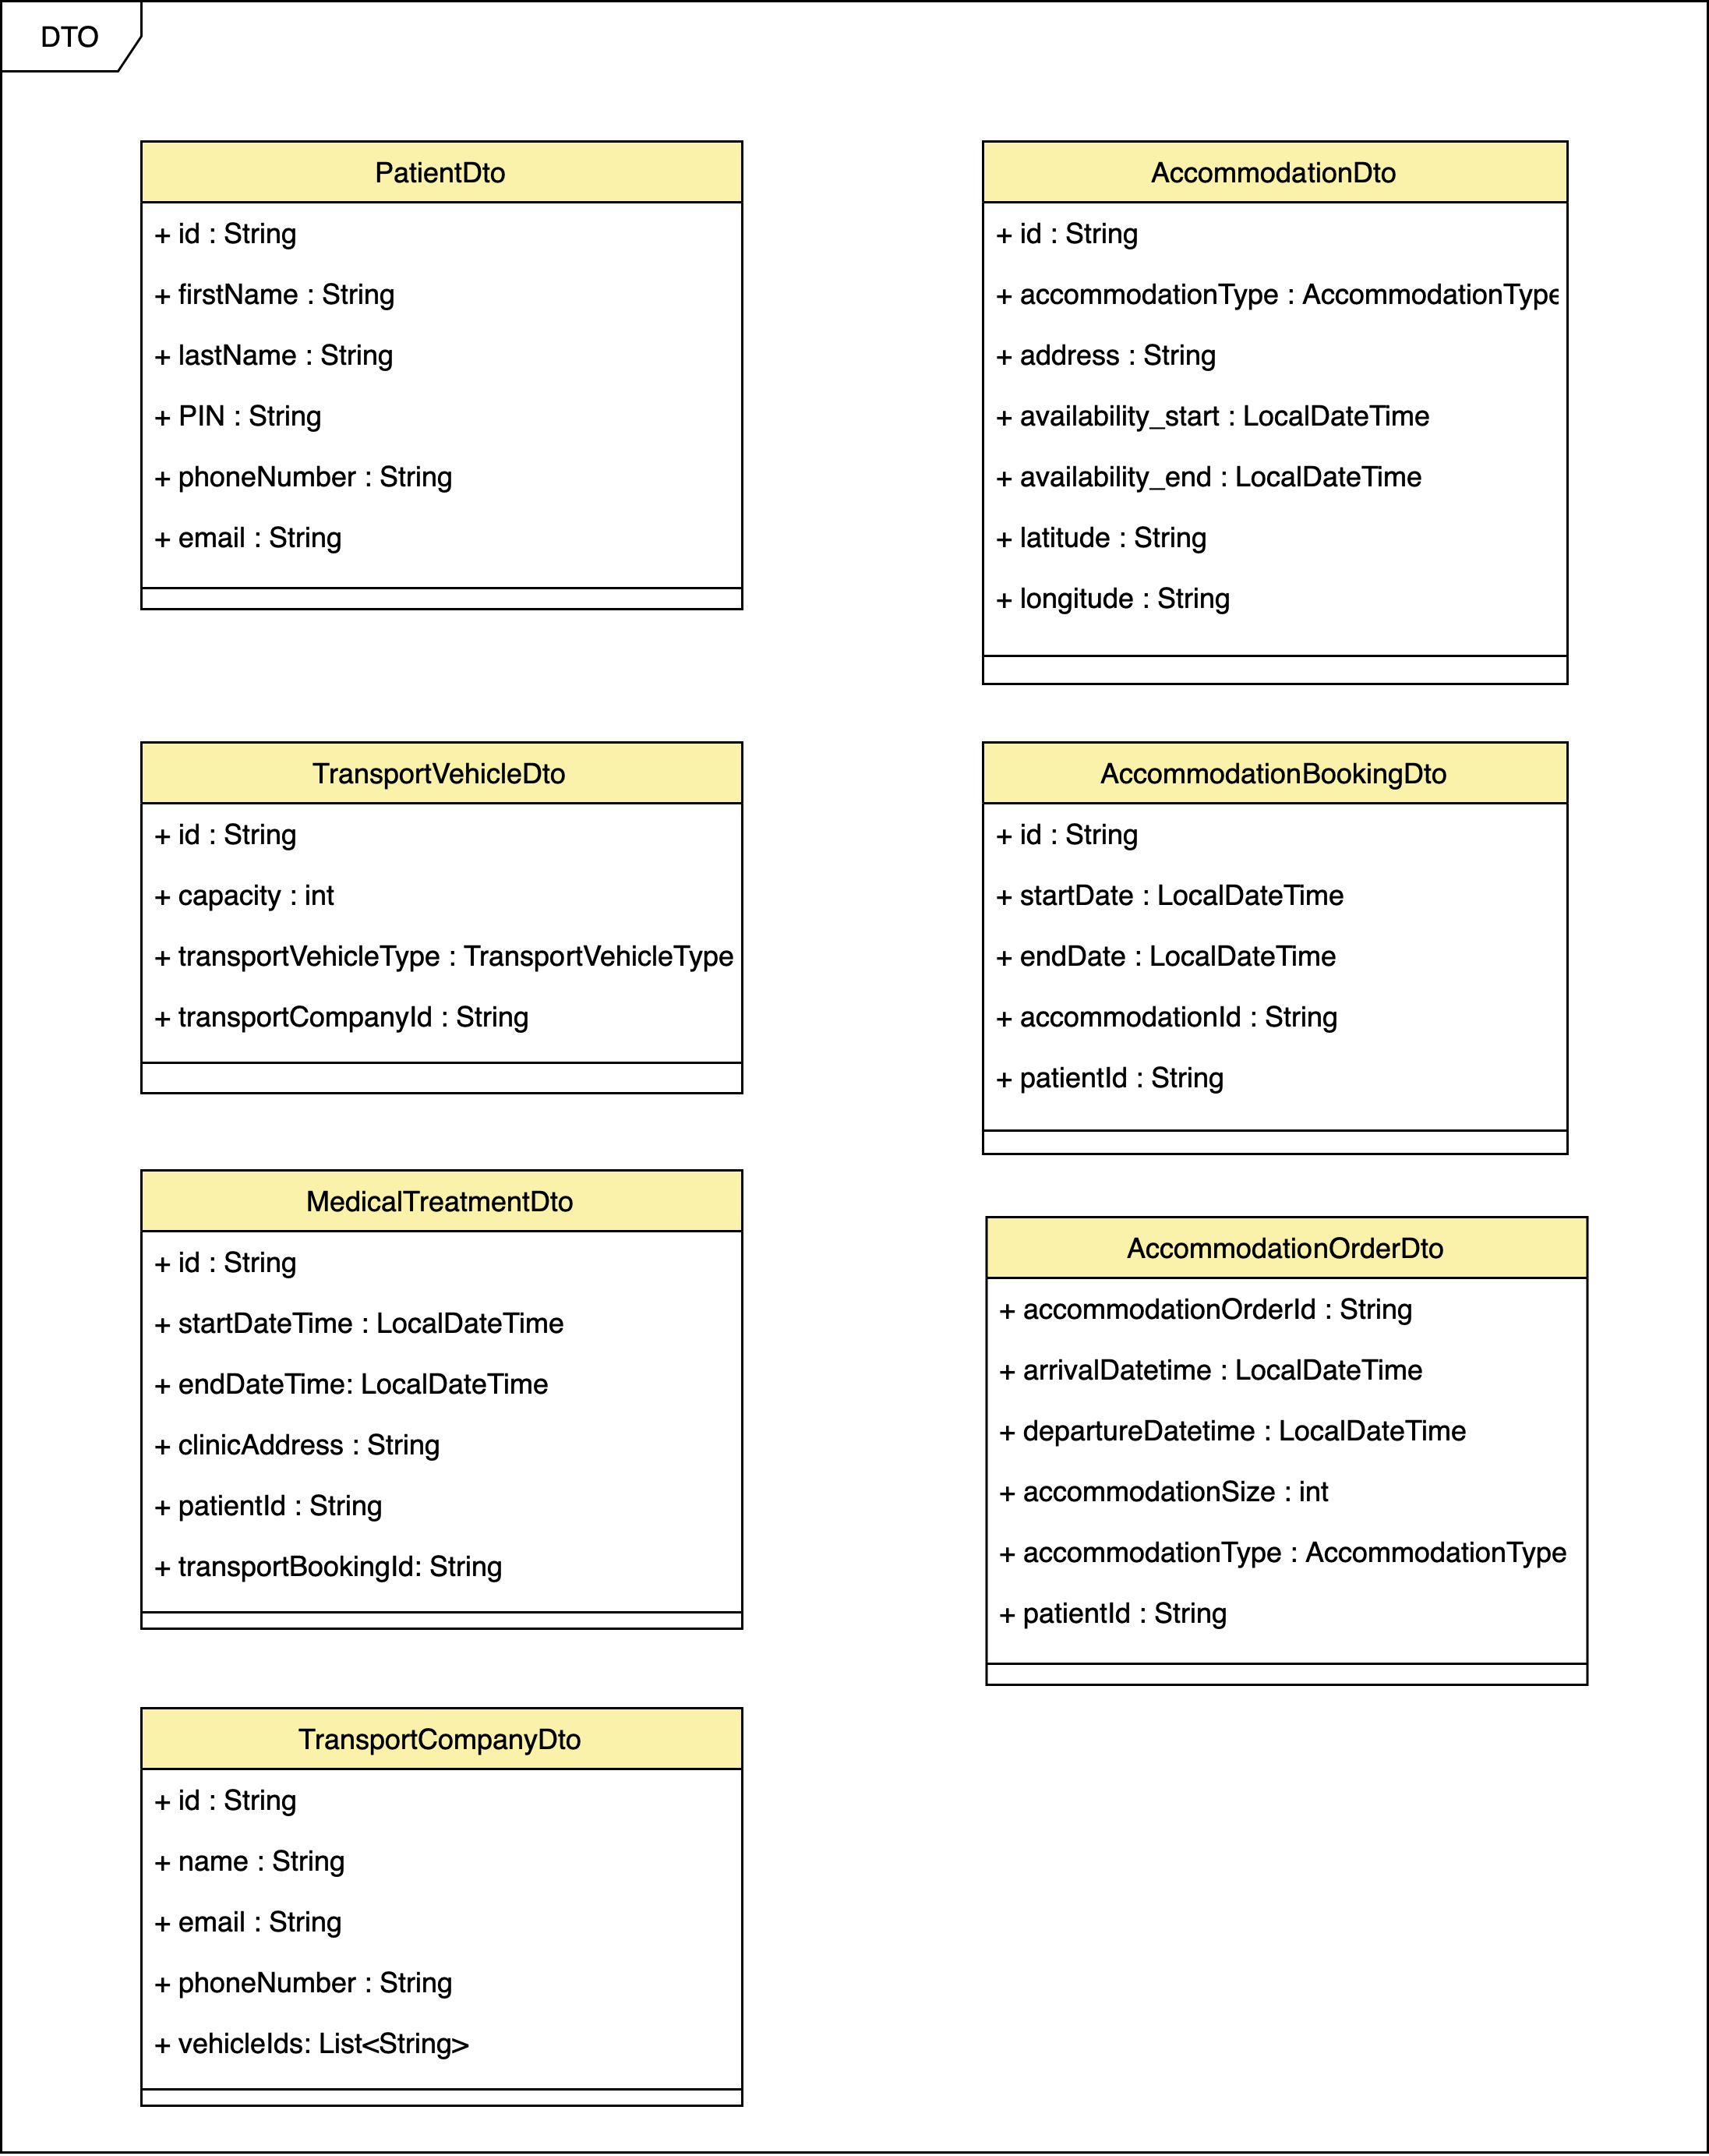 DTO
PatientDto
+ id : String
+ firstName : String
+ lastName : String
+ PIN : String
+ phoneNumber : String
+ email : String
AccommodationDto
+ id : String
+ accommodationType : AccommodationType
+ address : String
+ availability_start : LocalDateTime
+ availability_end : LocalDateTime
+ latitude : String
+ longitude : String
TransportVehicleDto
+ id : String
+ capacity : int
+ transportVehicleType : TransportVehicleType
+ transportCompanyId : String
AccommodationBookingDto
+ id : String
+ startDate : LocalDateTime
+ endDate : LocalDateTime
+ accommodationId : String
+ patientId : String
MedicalTreatmentDto
+ id : String
+ startDateTime : LocalDateTime
+ endDateTime: LocalDateTime
+ clinicAddress : String
+ patientId : String
+ transportBookingId: String
AccommodationOrderDto
+ accommodationOrderId : String
+ arrivalDatetime : LocalDateTime
+ departureDatetime : LocalDateTime
+ accommodationSize : int
+ accommodationType : AccommodationType
+ patientId : String
TransportCompanyDto
+ id : String
+ name : String
+ email : String
+ phoneNumber : String
+ vehicleIds: List<String>